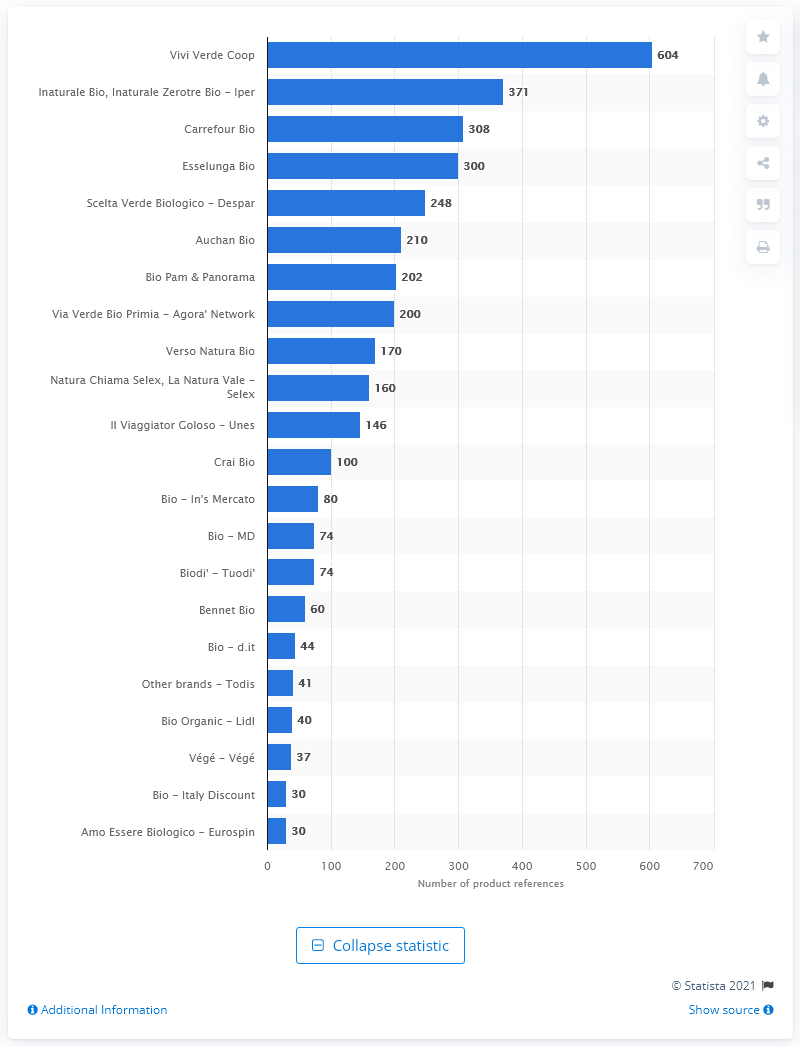 Vivi Verde Coop 604
Inaturale Bio, Inaturale Zerotre Bio - Iper 371
Carrefour Bio 308
Esselunga Bio 300
Scelta Verde Biologico - Despar 248
Auchan Bio 210
Bio Pam & Panorama 202
Via Verde Bio Primia - Agora' Network 200
Verso Natura Bio 170
Natura Chiama Selex, La Natura Vale -
Selex 160
Il Viaggiator Goloso - Unes 146
Crai Bio 100
Bio - In's Mercato 80
Bio - MD 74
Biodi' - Tuodi' 74
Bennet Bio 60
Bio - d.it 44
Other brands - Todis 41
Bio Organic - Lidl 40
Végé - Végé 37
Bio - Italy Discount 30
Amo Essere Biologico - Eurospin 30
0 100 200 300 400 500 600 700
Number of product references
Collapse statistic
© Statista 2021
Additional Information
Show source